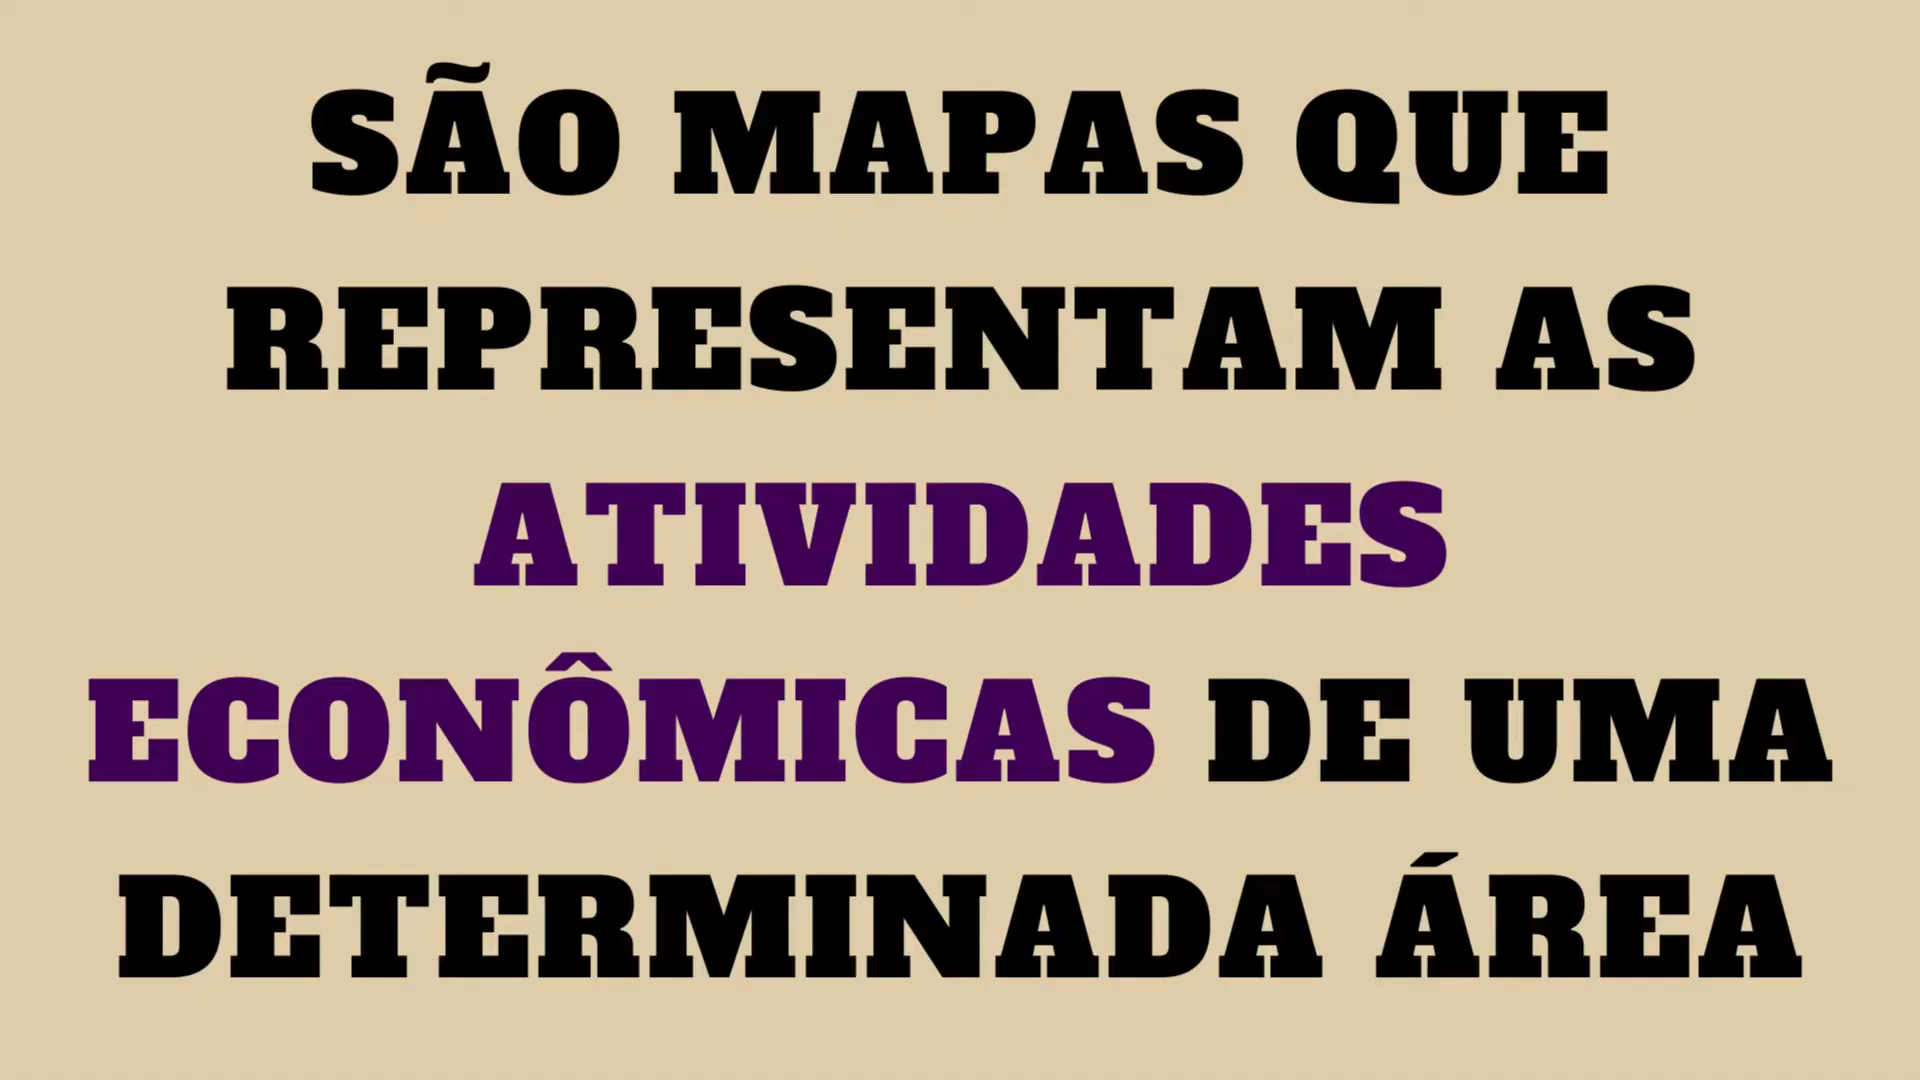 SÃO MAPAS QUE
REPRESENTAM AS
ATIVIDADES
ECONÔMICAS DE UMA
DETERMINADA ÁREA